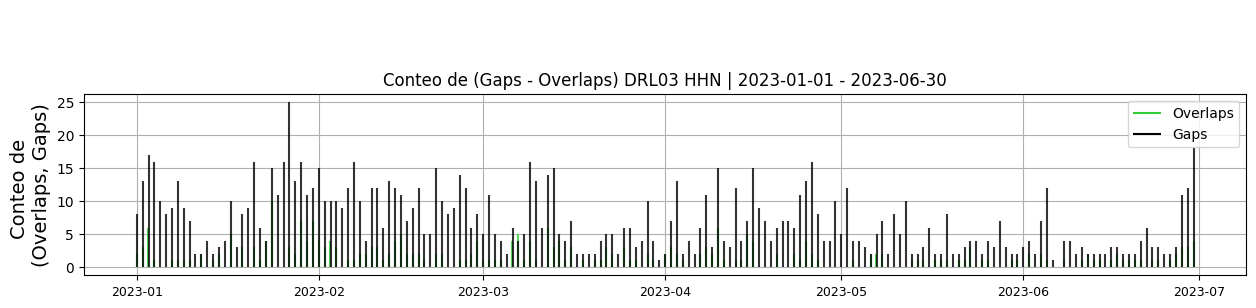 Conteo de (Gaps - Overlaps) DRL03 HHN | 2023-01-01 - 2023-06-30
Conteo de
(Overlaps, Gaps)
25
20
15
10
5
0
Overlaps
Gaps
2023-01
2023-02
2023-03
2023-04
2023-05
2023-06
2023-07